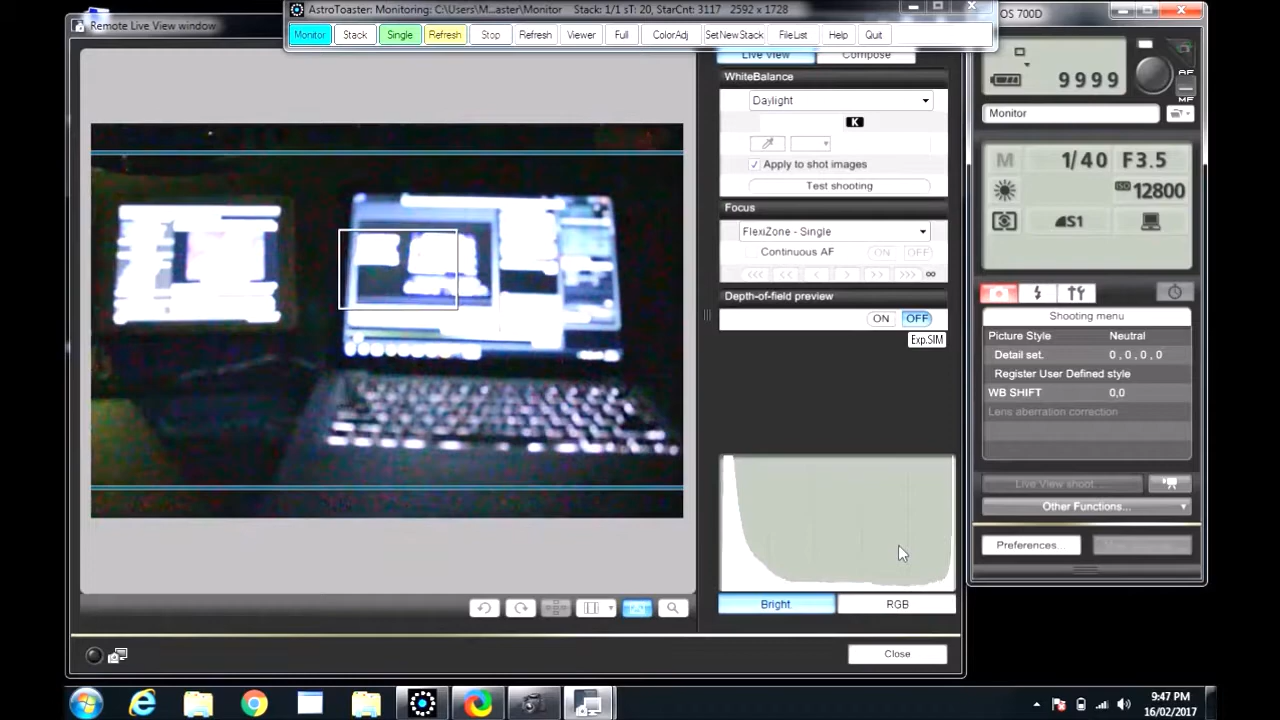 AstroToaster: Monitoring: C:\Users\M...aster\Monitor Stack: 1/1 sT: 20, StarCnt: 3117 2592 x 1728
Monitor Stack Single Refresh Stop Refresh Viewer Full ColorAdj SetNewStack FileList Help Quit
Remote Live View window
Live View Compose
WhiteBalance
Daylight
K
Apply to shot images
Test shooting
Focus
FlexiZone - Single
Continuous AF ON OFF
<<< << < > >> >>> ∞
Depth-of-field preview
ON OFF
Exp.SIM
Bright RGB
Close
OS 700D
9999
AF
MF
Monitor
M 1/40 F3.5
ISO 12800
S1
Shooting menu
Picture Style Neutral
Detail set. 0,0,0,0
Register User Defined style
WB SHIFT 0,0
Lens aberration correction
Live View shoot. ...
Other Functions...
Preferences...
9:47 PM
16/02/2017